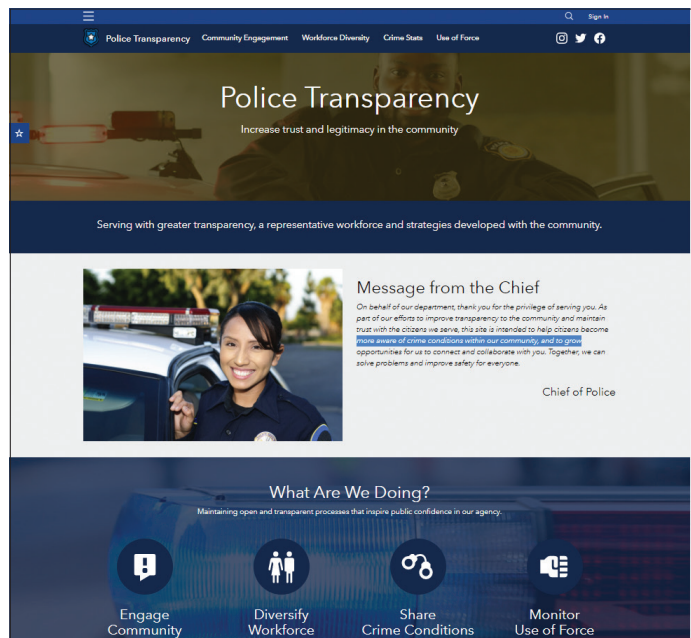 Sign In
Police Transparency Community Engagement Workforce Diversity Crime Stats Use of Force
Police Transparency
Increase trust and legitimacy in the community
Serving with greater transparency, a representative workforce and strategies developed with the community.
Message from the Chief
On behalf of our department, thank you for the privilege of serving you. As
part of our efforts to improve transparency to the community and maintain
trust with the citizens we serve, this site is intended to help citizens become
more aware of crime conditions within our community, and to grow
opportunities for us to connect and collaborate with you. Together, we can
solve problems and improve safety for everyone.
Chief of Police
What Are We Doing?
Maintaining open and transparent processes that inspire public confidence in our agency.
Engage
Community
Diversify
Workforce
Share
Crime Conditions
Monitor
Use of Force